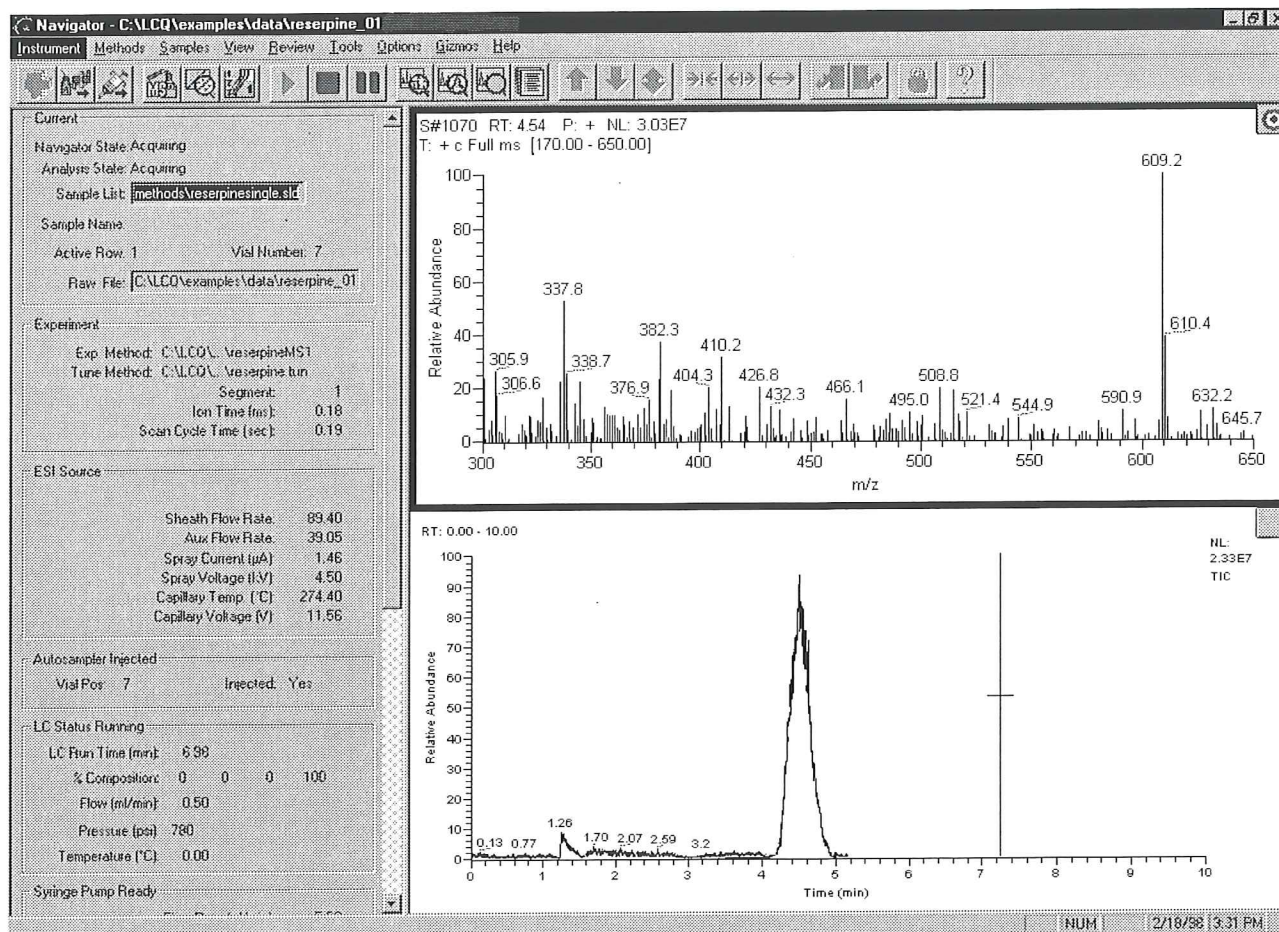 Navigator - C:\LCQ\examples\data\reserpine_01
Instrument Methods Samples View Review Tools Options Gizmos Help
MS
Current
Navigator State: Acquiring
Analysis State: Acquiring
Sample List: methods\reserpinesingle.sld
Sample Name:
Active Row: 1 Vial Number: 7
Raw File: C:\LCQ\examples\data\reserpine_01
Experiment
Exp. Method: C:\LCQ\...\reserpineMS1
Tune Method: C:\LCQ\...\reserpine.tun
Segment: 1
Ion Time (ms): 0.18
Scan Cycle Time (sec): 0.19
ESI Source
Sheath Flow Rate: 89.40
Aux Flow Rate: 39.05
Spray Current (µA) 1.46
Spray Voltage (kV) 4.50
Capillary Temp. (°C) 274.40
Capillary Voltage (V) 11.56
Autosampler Injected
Vial Pos: 7 Injected: Yes
LC Status Running
LC Run Time (min): 6.98
% Composition: 0 0 0 100
Flow (ml/min): 0.50
Pressure (psi) 780
Temperature (°C): 0.00
Syringe Pump Ready
S#1070 RT: 4.54 P: + NL: 3.03E7
T: + c Full ms [170.00 - 650.00]
Relative Abundance
100
80
60
40
20
0
609.2
337.8
382.3
610.4
410.2
305.9
338.7
306.6
376.9
404.3
426.8
432.3
466.1
508.8
495.0
521.4
544.9
590.9
632.2
645.7
300 350 400 450 500 550 600 650
m/z
RT: 0.00 - 10.00
NL:
2.33E7
TIC
Relative Abundance
100
90
80
70
60
50
40
30
20
10
0
0.13 0.77 1.26 1.70 2.07 2.59 3.2
0 1 2 3 4 5 6 7 8 9 10
Time (min)
NUM 2/18/98 3:31 PM